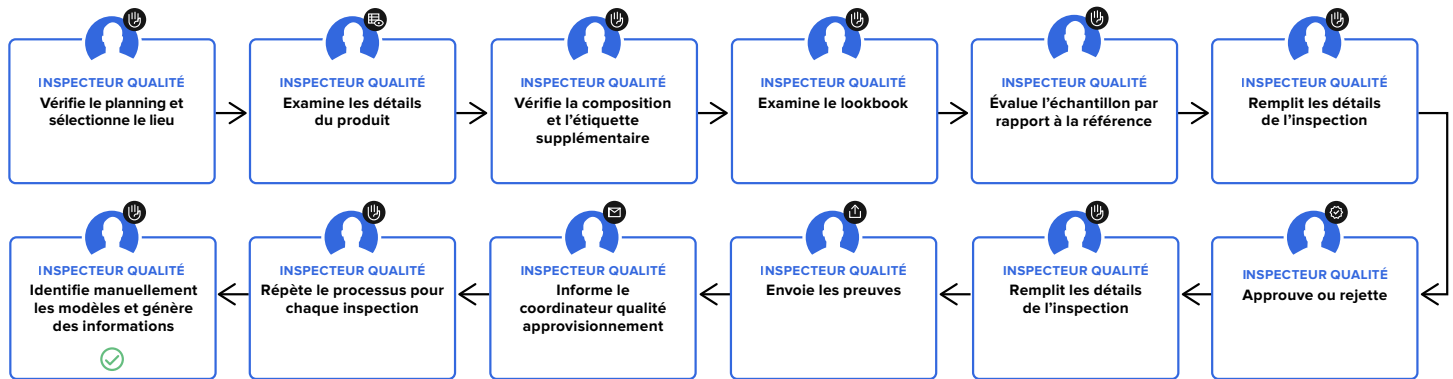 INSPECTEUR QUALITÉ
Vérifie le planning et
sélectionne le lieu
INSPECTEUR QUALITÉ
Examine les détails
du produit
INSPECTEUR QUALITÉ
Vérifie la composition
et l’étiquette
supplémentaire
INSPECTEUR QUALITÉ
Examine le lookbook
INSPECTEUR QUALITÉ
Évalue l’échantillon par
rapport à la référence
INSPECTEUR QUALITÉ
Remplit les détails
de l’inspection
INSPECTEUR QUALITÉ
Approuve ou rejette
INSPECTEUR QUALITÉ
Remplit les détails
de l’inspection
INSPECTEUR QUALITÉ
Envoie les preuves
INSPECTEUR QUALITÉ
Informe le
coordinateur qualité
approvisionnement
INSPECTEUR QUALITÉ
Répète le processus pour
chaque inspection
INSPECTEUR QUALITÉ
Identifie manuellement
les modèles et génère
des informations